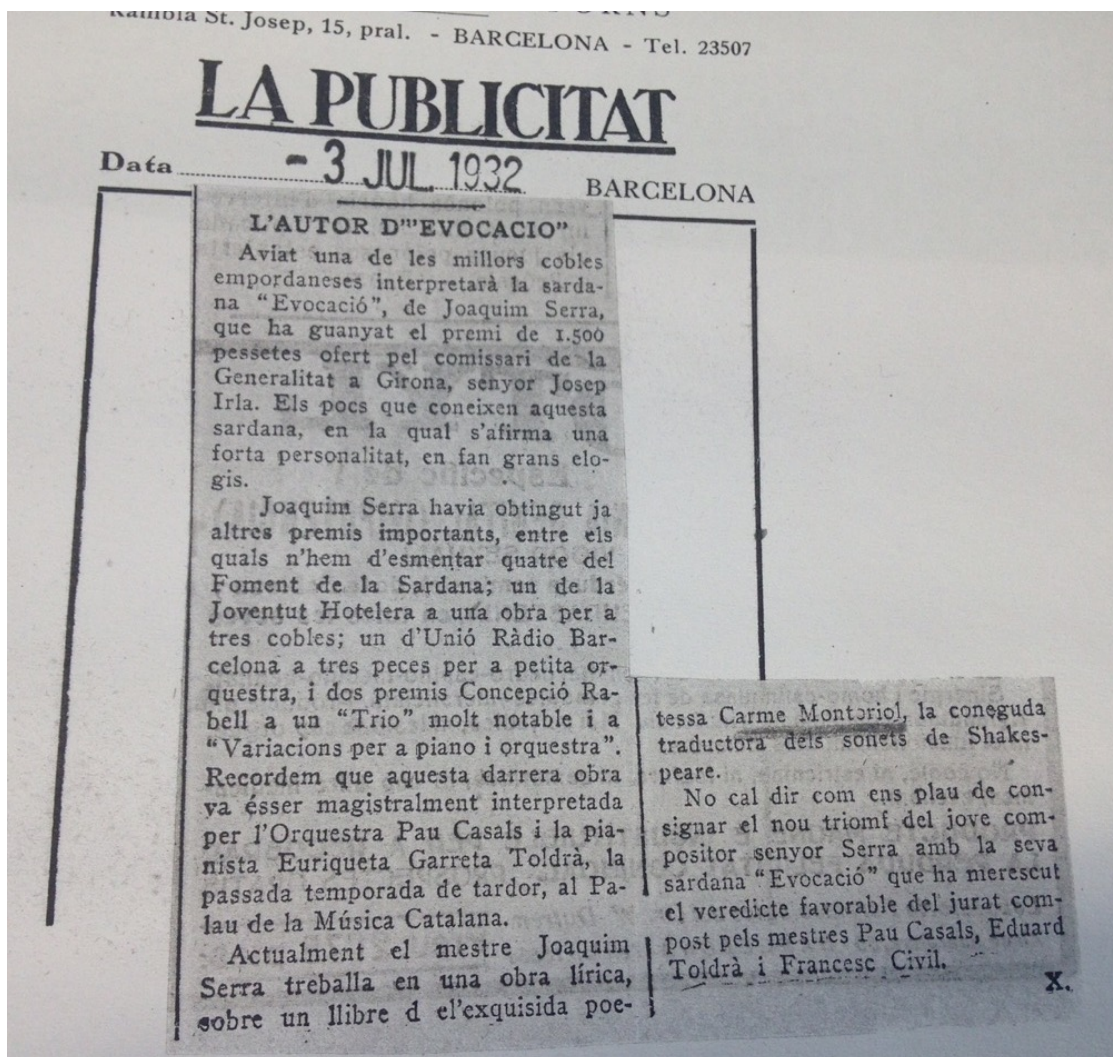 Rambla St. Josep, 15, pral. - BARCELONA - Tel. 23507
LA PUBLICITAT
Data - 3 JUL. 1932 BARCELONA
L'AUTOR D'"EVOCACIO"
Aviat una de les millors cobles
empordaneses interpretarà la sarda-
na "Evocació", de Joaquim Serra,
que ha guanyat el premi de 1.500
pessetes ofert pel comissari de la
Generalitat a Girona, senyor Josep
Irla. Els pocs que coneixen aquesta
sardana, en la qual s'afirma una
forta personalitat, en fan grans elo-
gis.
Joaquim Serra havia obtingut ja
altres premis importants, entre els
quals n'hem d'esmentar quatre del
Foment de la Sardana; un de la
Joventut Hotelera a una obra per a
tres cobles; un d'Unió Ràdio Bar-
celona a tres peces per a petita or-
questra, i dos premis Concepció Ra-
bell a un "Trio" molt notable i a
"Variacions per a piano i orquestra".
Recordem que aquesta darrera obra
va ésser magistralment interpretada
per l'Orquestra Pau Casals i la pia-
nista Euriqueta Garreta Toldrà, la
passada temporada de tardor, al Pa-
lau de la Música Catalana.
Actualment el mestre Joaquim
Serra treballa en una obra lírica,
sobre un llibre d el'exquisida poe-
tessa Carme Montoriol, la coneguda
traductora dels sonets de Shakes-
peare.
No cal dir com ens plau de con-
signar el nou triomf del jove com-
positor senyor Serra amb la seva
sardana "Evocació" que ha merescut
el veredicte favorable del jurat com-
post pels mestres Pau Casals, Eduard
Toldrà i Francesc Civil.
X.